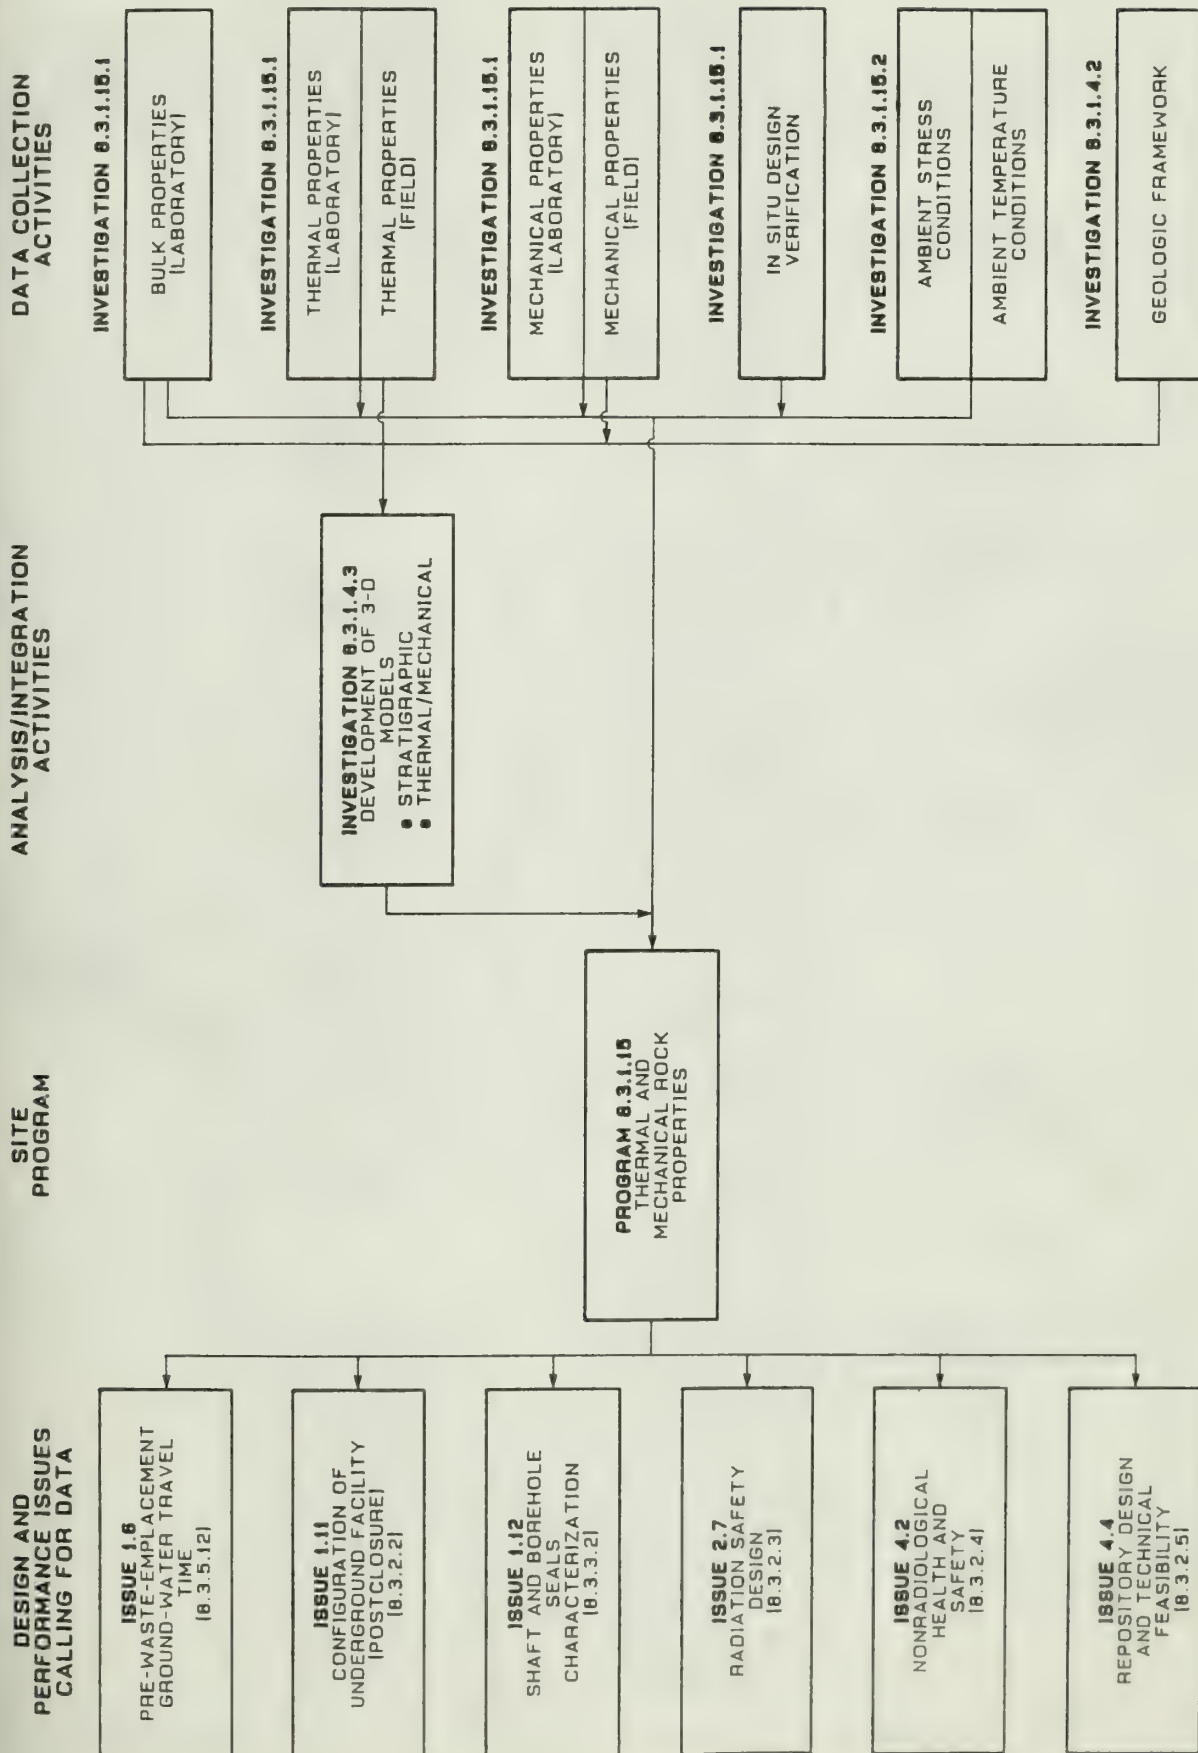 DESIGN AND
PERFORMANCE ISSUES
CALLING FOR DATA
ISSUE 1.6
PRE-WASTE-EMPLACEMENT
GROUND-WATER TRAVEL
TIME
(8.3.5.12)
ISSUE 1.11
CONFIGURATION OF
UNDERGROUND FACILITY
(POSTCLOSURE)
(8.3.2.2)
ISSUE 1.12
SHAFT AND BOREHOLE
SEALS
CHARACTERIZATION
(8.3.3.2)
ISSUE 2.7
RADIATION SAFETY
DESIGN
(8.3.2.3)
ISSUE 4.2
NONRADIOLOGICAL
HEALTH AND
SAFETY
(8.3.2.4)
ISSUE 4.4
REPOSITORY DESIGN
AND TECHNICAL
FEASIBILITY
(8.3.2.5)
SITE
PROGRAM
PROGRAM 8.3.1.15
THERMAL AND
MECHANICAL ROCK
PROPERTIES
ANALYSIS/INTEGRATION
ACTIVITIES
INVESTIGATION 8.3.1.4.3
DEVELOPMENT OF 3-D
MODELS
• STRATIGRAPHIC
• THERMAL/MECHANICAL
DATA COLLECTION
ACTIVITIES
INVESTIGATION 8.3.1.15.1
BULK PROPERTIES
(LABORATORY)
INVESTIGATION 8.3.1.15.1
THERMAL PROPERTIES
(LABORATORY)
THERMAL PROPERTIES
(FIELD)
INVESTIGATION 8.3.1.15.1
MECHANICAL PROPERTIES
(LABORATORY)
MECHANICAL PROPERTIES
(FIELD)
INVESTIGATION 8.3.1.15.1
IN SITU DESIGN
VERIFICATION
INVESTIGATION 8.3.1.15.2
AMBIENT STRESS
CONDITIONS
AMBIENT TEMPERATURE
CONDITIONS
INVESTIGATION 8.3.1.4.2
GEOLOGIC FRAMEWORK